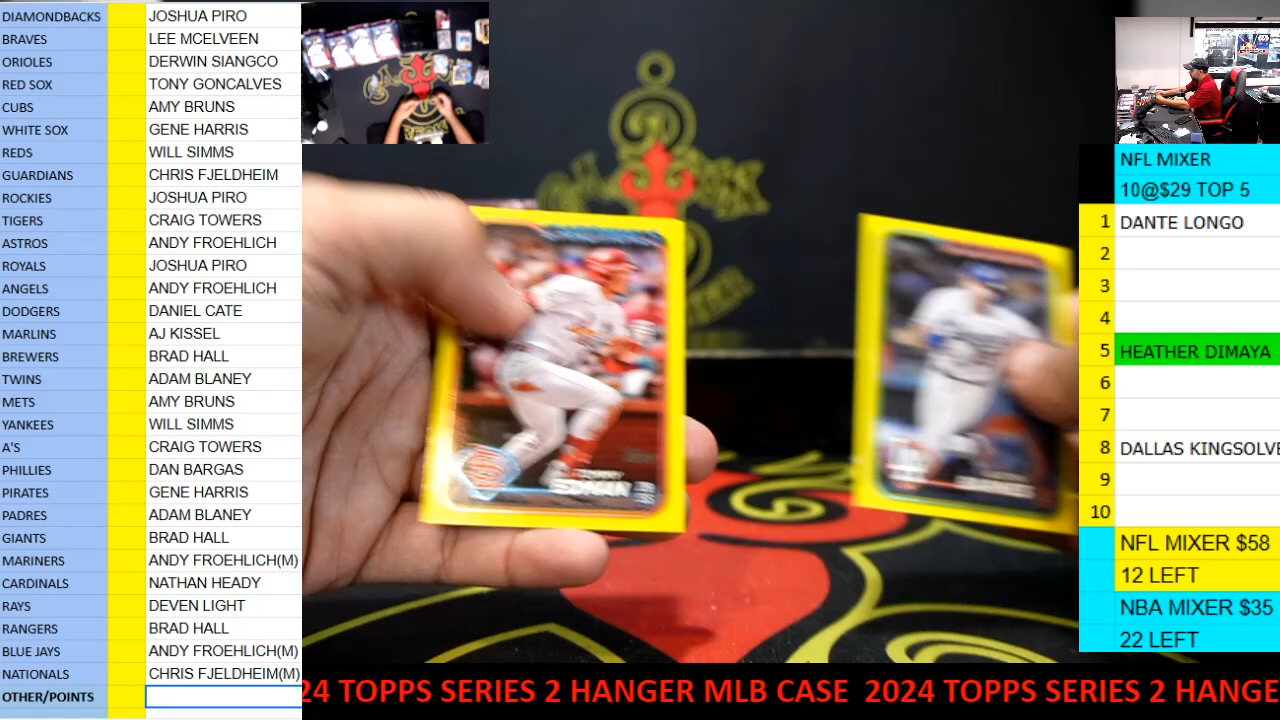 DIAMONDBACKS JOSHUA PIRO
BRAVES LEE MCELVEEN
ORIOLES DERWIN SIANGCO
RED SOX TONY GONCALVES
CUBS AMY BRUNS
WHITE SOX GENE HARRIS
REDS WILL SIMMS
GUARDIANS CHRIS FJELDHEIM
ROCKIES JOSHUA PIRO
TIGERS CRAIG TOWERS
ASTROS ANDY FROEHLICH
ROYALS JOSHUA PIRO
ANGELS ANDY FROEHLICH
DODGERS DANIEL CATE
MARLINS AJ KISSEL
BREWERS BRAD HALL
TWINS ADAM BLANEY
METS AMY BRUNS
YANKEES WILL SIMMS
A'S CRAIG TOWERS
PHILLIES DAN BARGAS
PIRATES GENE HARRIS
PADRES ADAM BLANEY
GIANTS BRAD HALL
MARINERS ANDY FROEHLICH(M)
CARDINALS NATHAN HEADY
RAYS DEVEN LIGHT
RANGERS BRAD HALL
BLUE JAYS ANDY FROEHLICH(M)
NATIONALS CHRIS FJELDHEIM(M)
OTHER/POINTS
NFL MIXER
10@$29 TOP 5
1 DANTE LONGO
2
3
4
5 HEATHER DIMAYA
6
7
8 DALLAS KINGSOLVE
9
10
NFL MIXER $58
12 LEFT
NBA MIXER $35
22 LEFT
24 TOPPS SERIES 2 HANGER MLB CASE 2024 TOPPS SERIES 2 HANGE